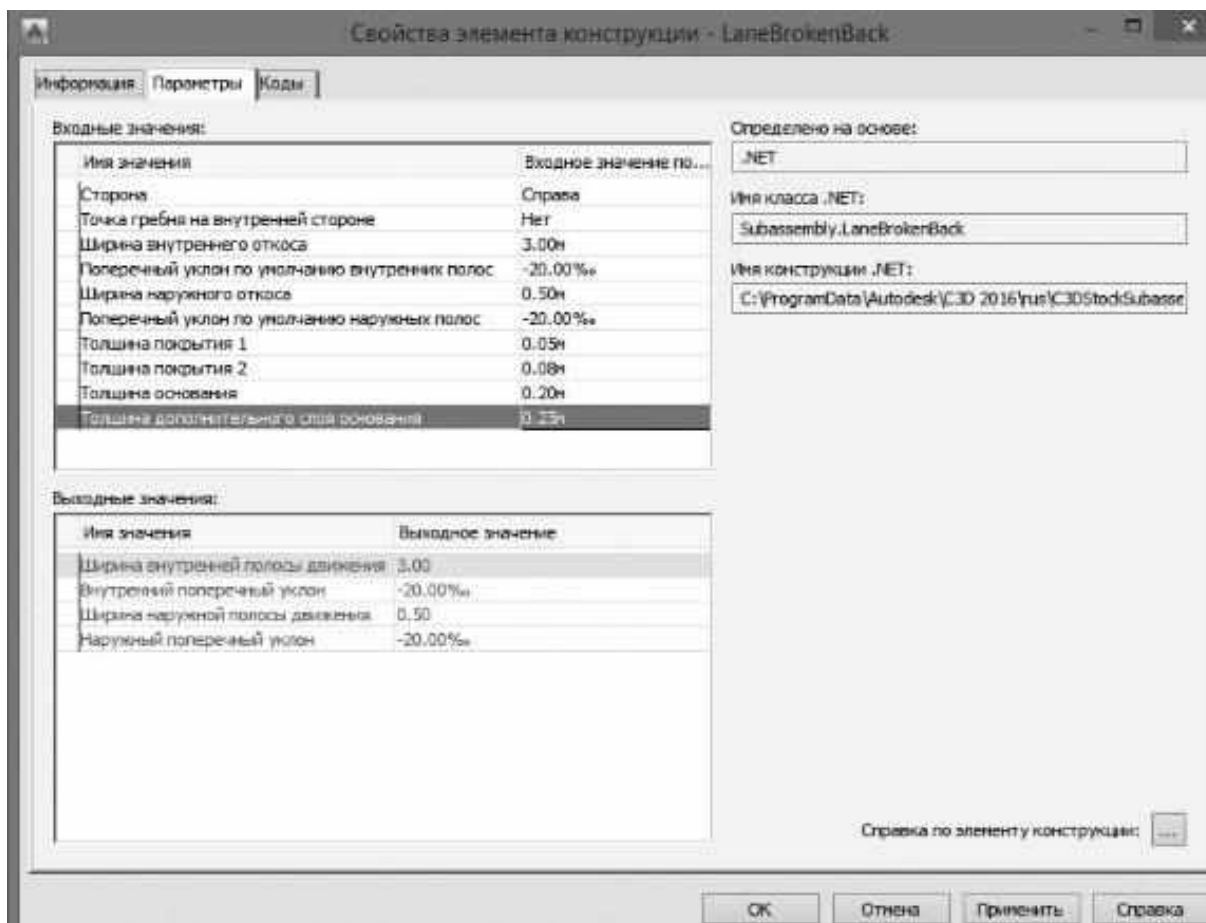 Свойства элемента конструкции - LaneBrokenBack
Информация Параметры Коды
Входные значения:
Имя значения Входное значение по...
Сторона Справа
Точка гребня на внутренней стороне Нет
Ширина внутреннего откоса 3.00м
Поперечный уклон по умолчанию внутренних полос -20.00‰
Ширина наружного откоса 0.50м
Поперечный уклон по умолчанию наружных полос -20.00‰
Толщина покрытия 1 0.05м
Толщина покрытия 2 0.08м
Толщина основания 0.20м
Толщина дополнительного слоя основания 0.25м
Определено на основе:
.NET
Имя класса .NET:
Subassembly.LaneBrokenBack
Имя конструкции .NET:
C:\ProgramData\Autodesk\C3D 2016\rus\C3DStockSubasse
Выходные значения:
Имя значения Выходное значение
Ширина внутренней полосы движения 3.00
Внутренний поперечный уклон -20.00‰
Ширина наружной полосы движения 0.50
Наружный поперечный уклон -20.00‰
Справка по элементу конструкции: ...
ОК Отмена Применить Справка